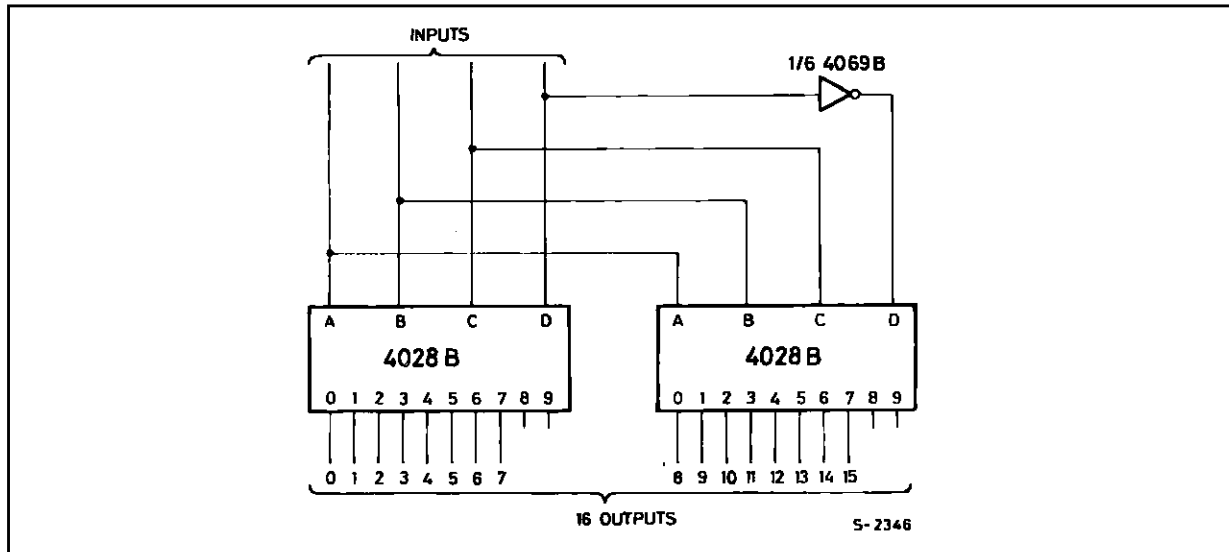 INPUTS
1/6 4069B
A B C D
4028 B
0 1 2 3 4 5 6 7 8 9
0 1 2 3 4 5 6 7
A B C D
4028 B
0 1 2 3 4 5 6 7 8 9
8 9 10 11 12 13 14 15
16 OUTPUTS
S-2346